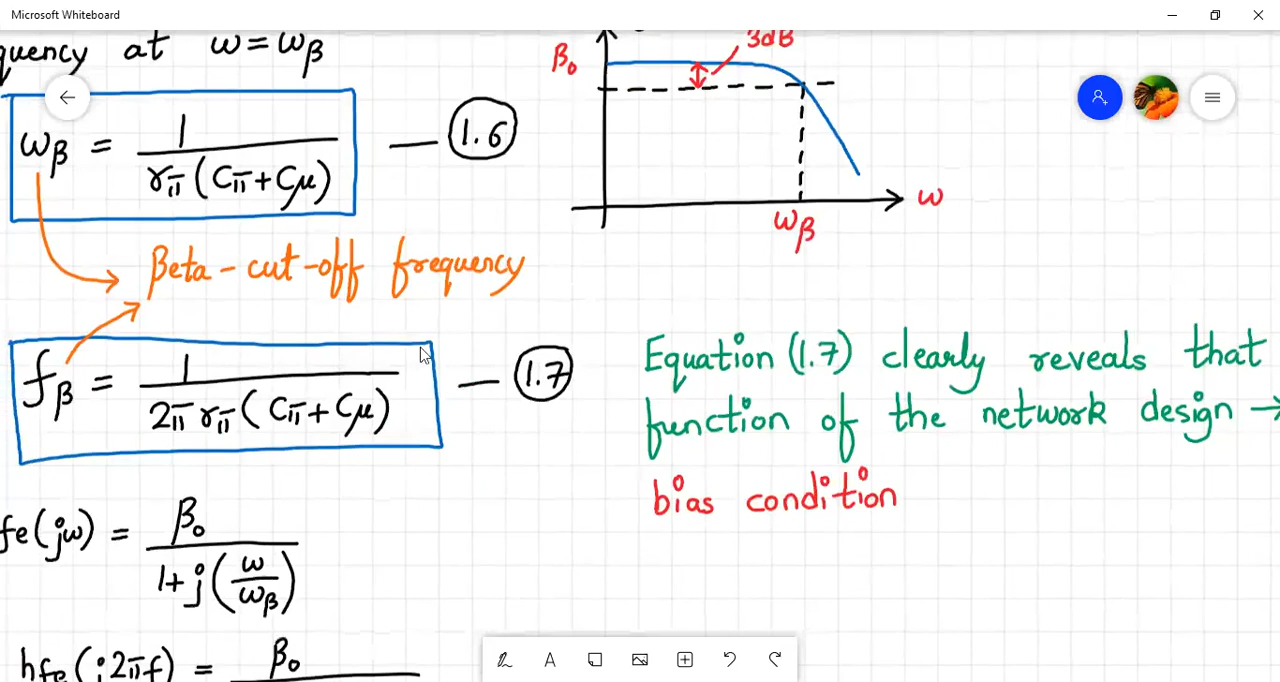 Microsoft Whiteboard
quency at ω = ωβ
ωβ = 1 / rπ (Cπ + Cμ) — 1.6
Beta-cut-off frequency
fβ = 1 / 2π rπ (Cπ + Cμ) — 1.7
fe(jω) = β₀ / 1+j(ω/ωβ)
hfe(j2πf) = β₀
β₀
3dB
ω
ωβ
Equation (1.7) clearly reveals that
function of the network design →
bias condition